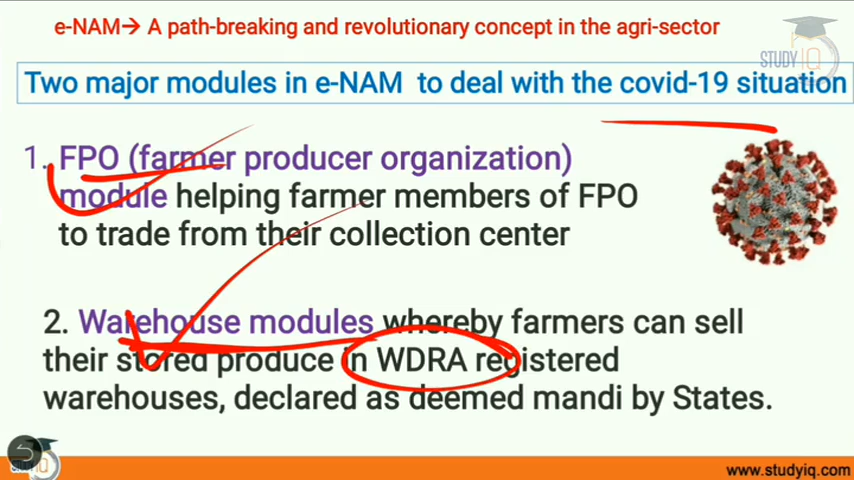 e-NAM→ A path-breaking and revolutionary concept in the agri-sector
STUDY IQ
Two major modules in e-NAM to deal with the covid-19 situation
1. FPO (farmer producer organization)
module helping farmer members of FPO
to trade from their collection center
2. Warehouse modules whereby farmers can sell
their stored produce in WDRA registered
warehouses, declared as deemed mandi by States.
www.studyiq.com